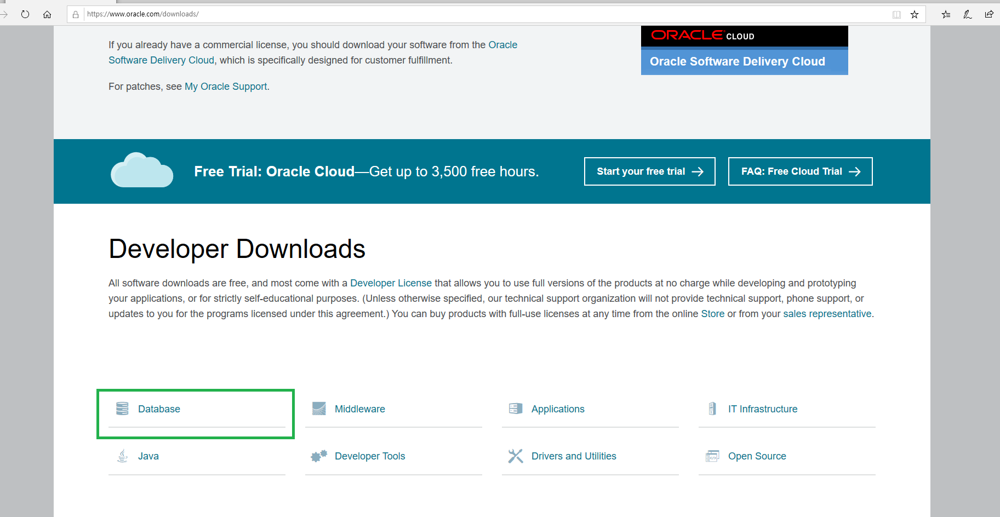 https://www.oracle.com/downloads/
If you already have a commercial license, you should download your software from the Oracle
Software Delivery Cloud, which is specifically designed for customer fulfillment.
For patches, see My Oracle Support.
ORACLE CLOUD
Oracle Software Delivery Cloud
Free Trial: Oracle Cloud—Get up to 3,500 free hours.
Start your free trial
FAQ: Free Cloud Trial
Developer Downloads
All software downloads are free, and most come with a Developer License that allows you to use full versions of the products at no charge while developing and prototyping
your applications, or for strictly self-educational purposes. (Unless otherwise specified, our technical support organization will not provide technical support, phone support, or
updates to you for the programs licensed under this agreement.) You can buy products with full-use licenses at any time from the online Store or from your sales representative.
Database
Middleware
Applications
IT Infrastructure
Java
Developer Tools
Drivers and Utilities
Open Source